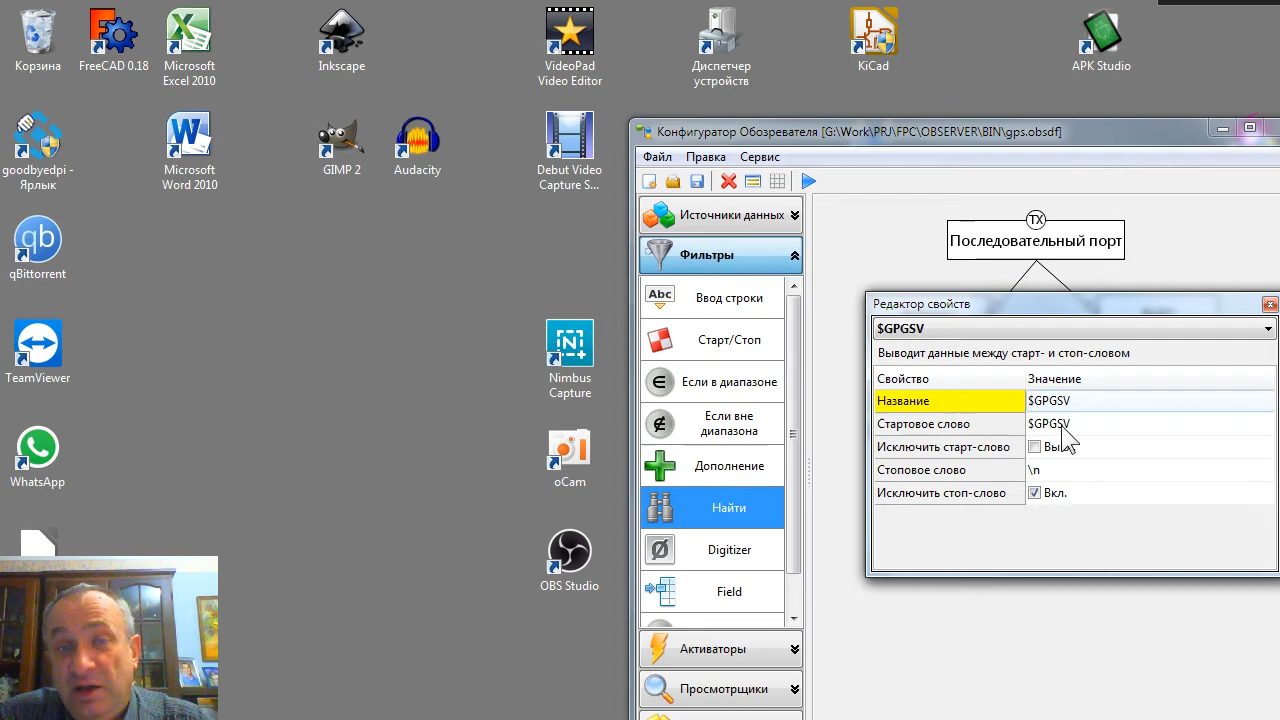 Корзина
FreeCAD 0.18
Microsoft
Excel 2010
Inkscape
VideoPad
Video Editor
Диспетчер
устройств
KiCad
APK Studio
goodbyedpi -
Ярлык
Microsoft
Word 2010
GIMP 2
Audacity
Debut Video
Capture S...
qBittorrent
TeamViewer
Nimbus
Capture
WhatsApp
oCam
OBS Studio
Конфигуратор Обозревателя [G:\Work\PRJ\FPC\OBSERVER\BIN\gps.obsdf]
Файл Правка Сервис
Источники данных
Фильтры
Abc Ввод строки
Старт/Стоп
Если в диапазоне
Если вне
диапазона
Дополнение
Найти
Digitizer
Field
Активаторы
Просмотрщики
TX
Последовательный порт
Редактор свойств
$GPGSV
Выводит данные между старт- и стоп-словом
Свойство Значение
Название $GPGSV
Стартовое слово $GPGSV
Исключить старт-слово
Стоповое слово \n
Исключить стоп-слово Вкл.